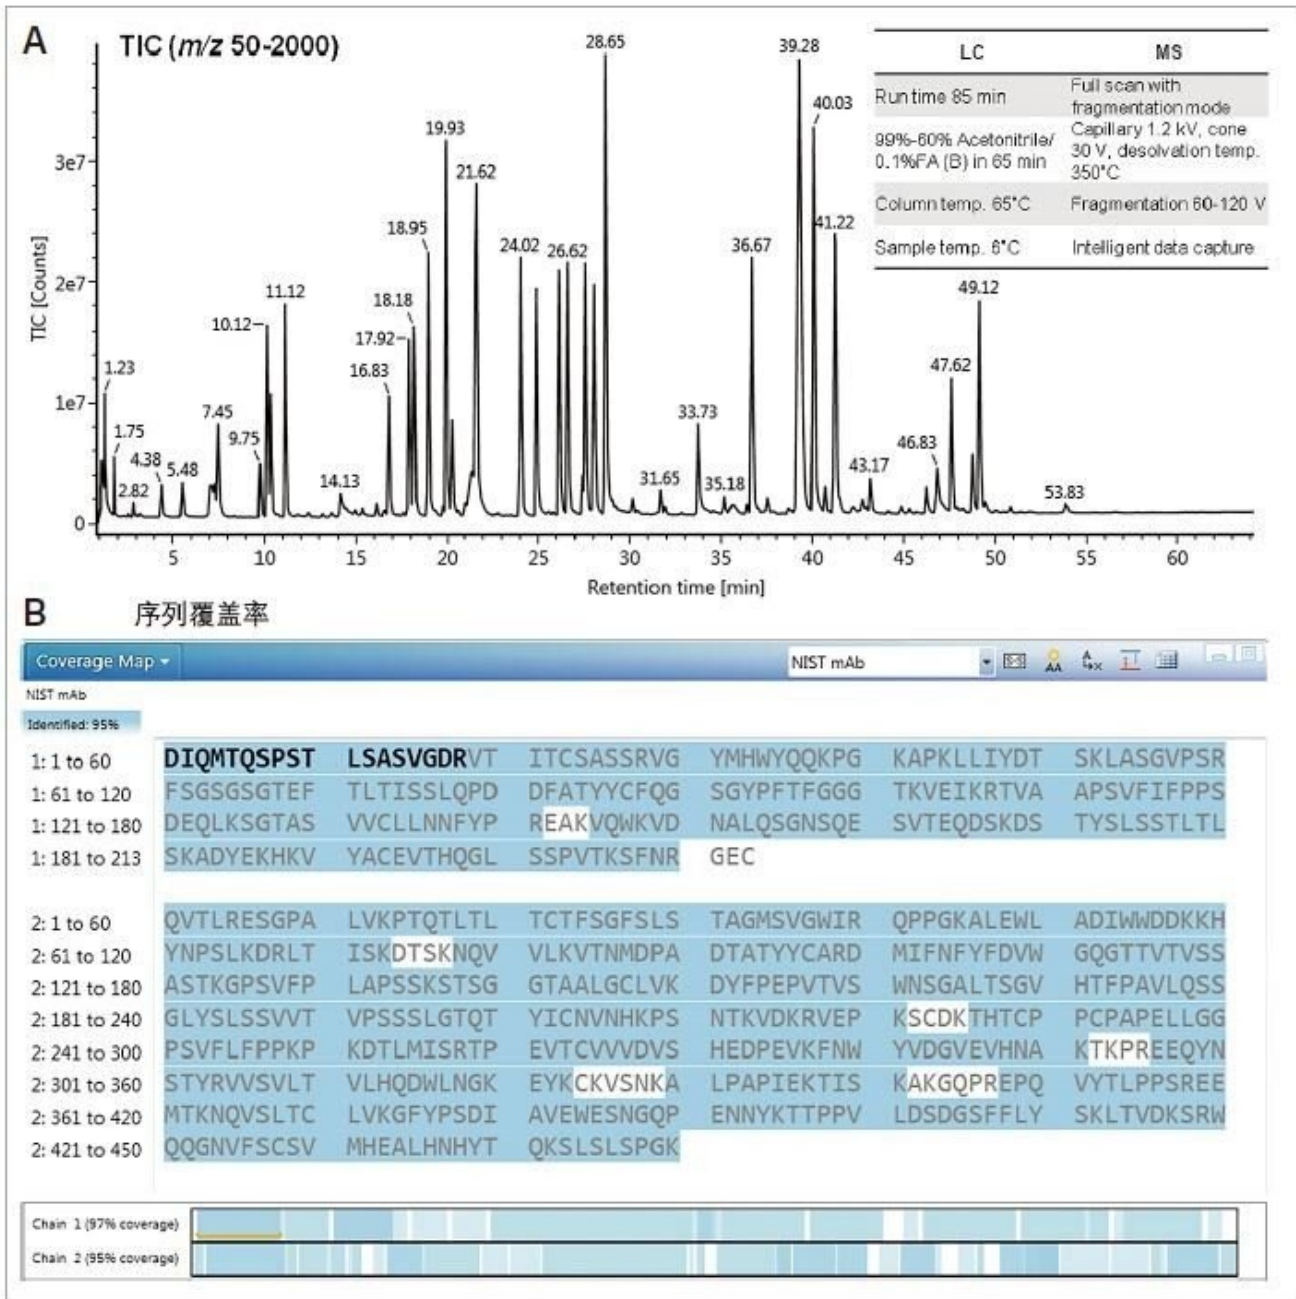 A
TIC (m/z 50-2000)
28.65
39.28
40.03
19.93
21.62
18.95
24.02
26.62
36.67
41.22
11.12
18.18
10.12
17.92
16.83
49.12
47.62
1.23
1.75
7.45
9.75
4.38
5.48
2.82
14.13
33.73
31.65
35.18
43.17
46.83
53.83
3e7
2e7
1e7
0
TIC [Counts]
5 10 15 20 25 30 35 40 45 50 55 60
Retention time [min]
LC MS
Run time 85 min
Full scan with
fragmentation mode
99%-60% Acetonitrile/
0.1%FA (B) in 65 min
Capillary 1.2 kV, cone
30 V, desolvation temp.
350°C
Column temp. 65°C Fragmentation 60-120 V
Sample temp. 6°C Intelligent data capture
B 序列覆盖率
Coverage Map
NIST mAb
NIST mAb
Identified: 95%
1: 1 to 60 DIQMTQSPST LSASVGDRVT ITCSASSRVG YMHWYQQKPG KAPKLLIYDT SKLASGVPSR
1: 61 to 120 FSGSGSGTEF TLTISSLQPD DFATYYCFQG SGYPFTFGGG TKVEIKRTVA APSVFIFPPS
1: 121 to 180 DEQLKSGTAS VVCLLNNFYP REAKVQWKVD NALQSGNSQE SVTEQDSKDS TYSLSSTLTL
1: 181 to 213 SKADYEKHKV YACEVTHQGL SSPVTKSFNR GEC
2: 1 to 60 QVTLRESGPA LVKPTQTLTL TCTFSGFSLS TAGMSVGWIR QPPGKALEWL ADIWWDDKKH
2: 61 to 120 YNPSLKDRLT ISKDTSKNQV VLKVTNMDPA DTATYYCARD MIFNFYFDVW GQGTTVTVSS
2: 121 to 180 ASTKGPSVFP LAPSSKSTSG GTAALGCLVK DYFPEPVTVS WNSGALTSGV HTFPAVLQSS
2: 181 to 240 GLYSLSSVVT VPSSSLGTQT YICNVNHKPS NTKVDKRVEP KSCDKTHTCP PCPAPELLGG
2: 241 to 300 PSVFLFPPKP KDTLMISRTP EVTCVVVDVS HEDPEVKFNW YVDGVEVHNA KTKPREEQYN
2: 301 to 360 STYRVVSVLT VLHQDWLNGK EYKCKVSNKA LPAPIEKTIS KAKGQPREPQ VYTLPPSREE
2: 361 to 420 MTKNQVSLTC LVKGFYPSDI AVEWESNGQP ENNYKTTPPV LDSDGSFFLY SKLTVDKSRW
2: 421 to 450 QQGNVFSCSV MHEALHNHYT QKSLSLSPGK
Chain 1 (97% coverage)
Chain 2 (95% coverage)